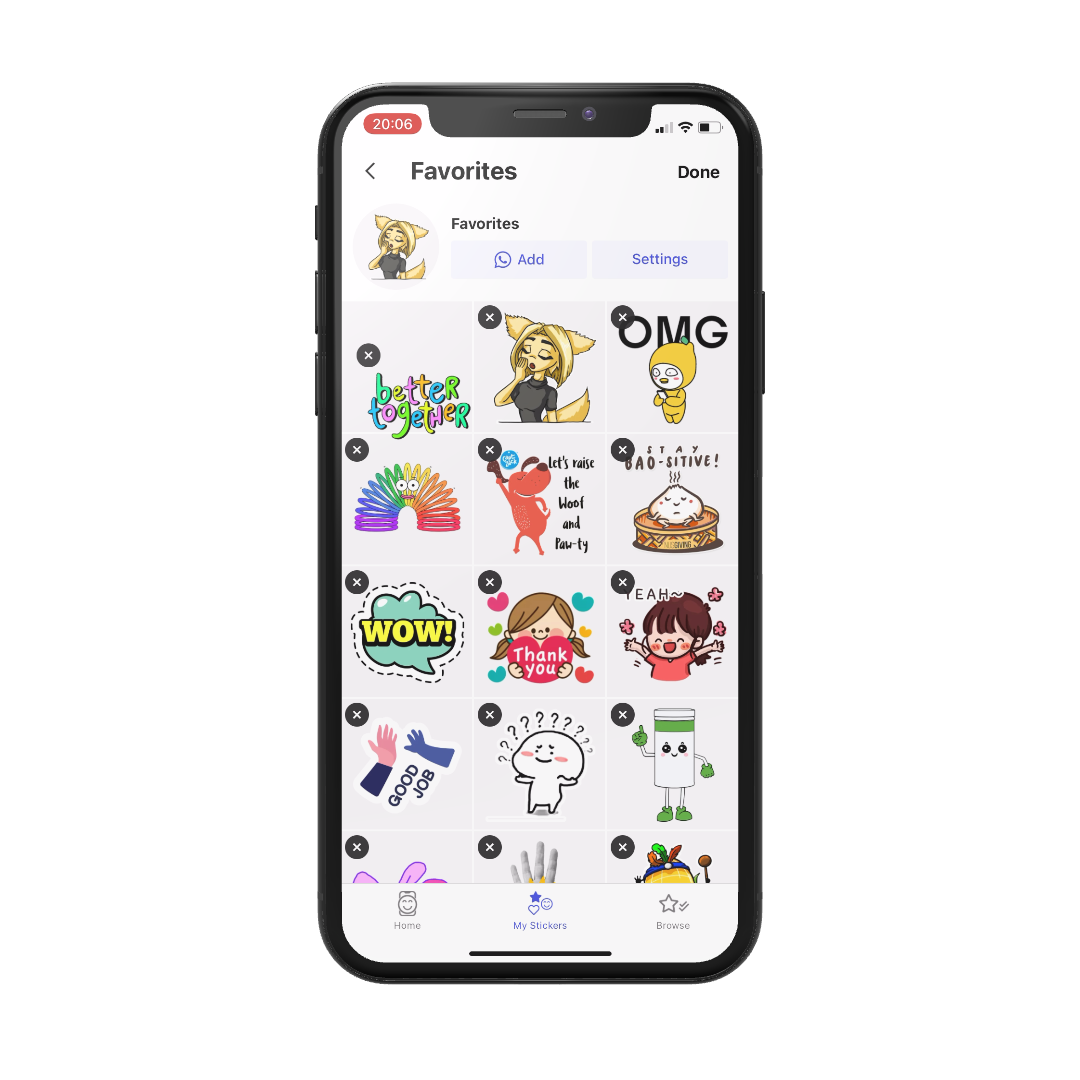 20:06
Favorites
Done
Favorites
Add
Settings
better
together
OMG
Let's raise
the
Woof
and
Paw-ty
STAY
BAO-SITIVE!
GIVING
WOW!
Thank
you
YEAH~
GOOD
JOB
? ? ? ? ? ? ? ? ? ?
Home
My Stickers
Browse